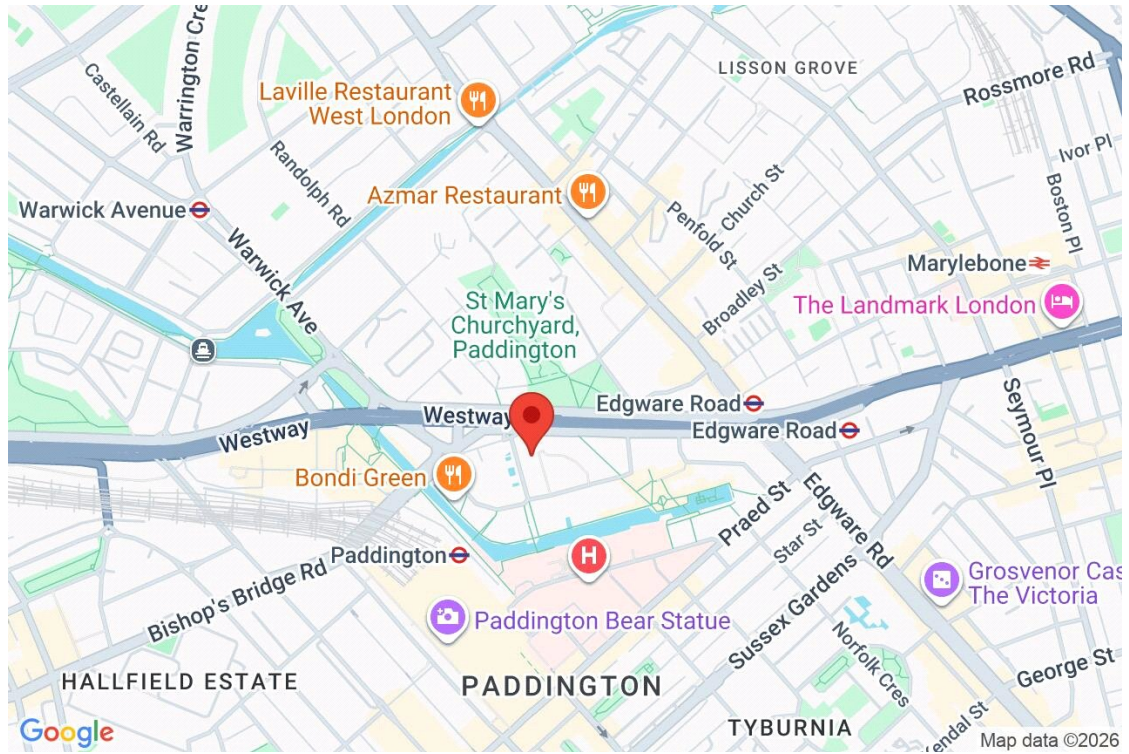 Warrington Cre
Castellain Rd
Randolph Rd
Laville Restaurant
West London
LISSON GROVE
Rossmore Rd
Ivor Pl
Boston Pl
Azmar Restaurant
Church St
Penfold St
Warwick Avenue
Warwick Ave
Broadley St
Marylebone
The Landmark London
St Mary's
Churchyard,
Paddington
Westway
Westway
Edgware Road
Edgware Road
Seymour Pl
Bondi Green
Praed St
Edgware Rd
Star St
Paddington
H
Bishop's Bridge Rd
Sussex Gardens
Grosvenor Cas
The Victoria
Paddington Bear Statue
Norfolk Cres
George St
HALLFIELD ESTATE
PADDINGTON
TYBURNIA
Kendal St
Google
Map data ©2026